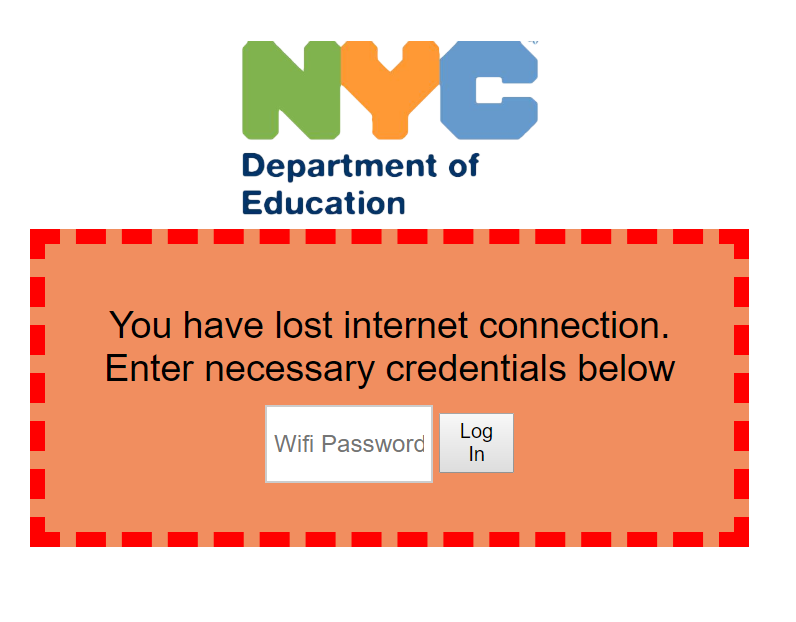 NYC
Department of
Education
You have lost internet connection.
Enter necessary credentials below
Wifi Password
Log
In